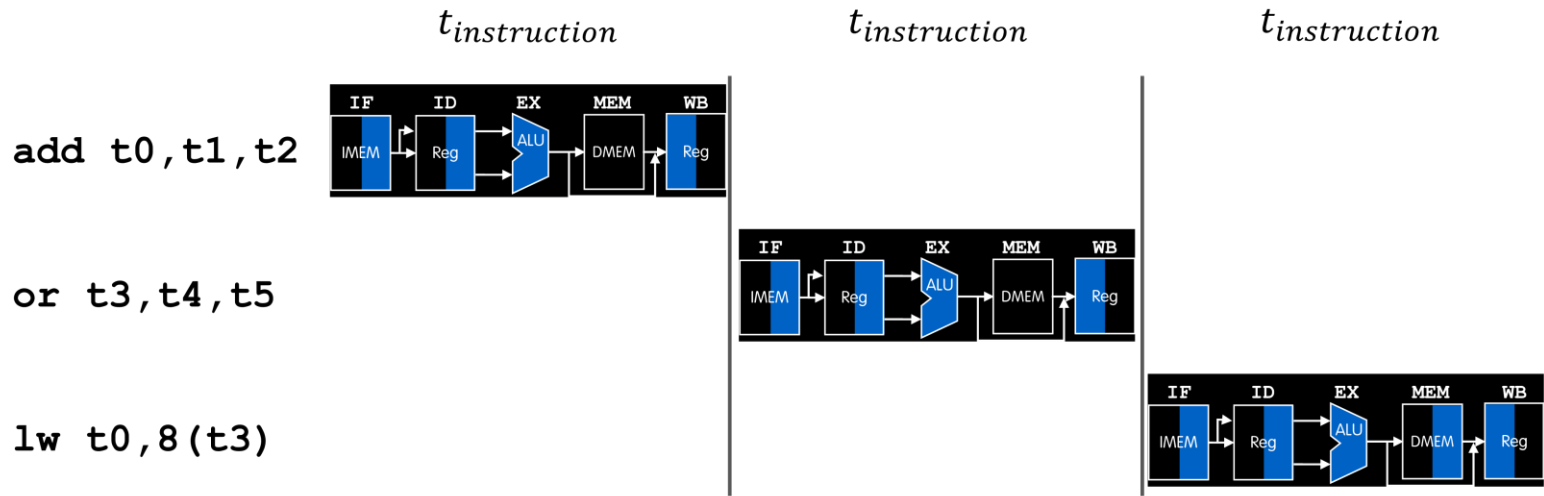 t_instruction t_instruction t_instruction
IF ID EX MEM WB
add t0,t1,t2
IMEM Reg ALU DMEM Reg
IF ID EX MEM WB
or t3,t4,t5
IMEM Reg ALU DMEM Reg
IF ID EX MEM WB
lw t0,8(t3)
IMEM Reg ALU DMEM Reg